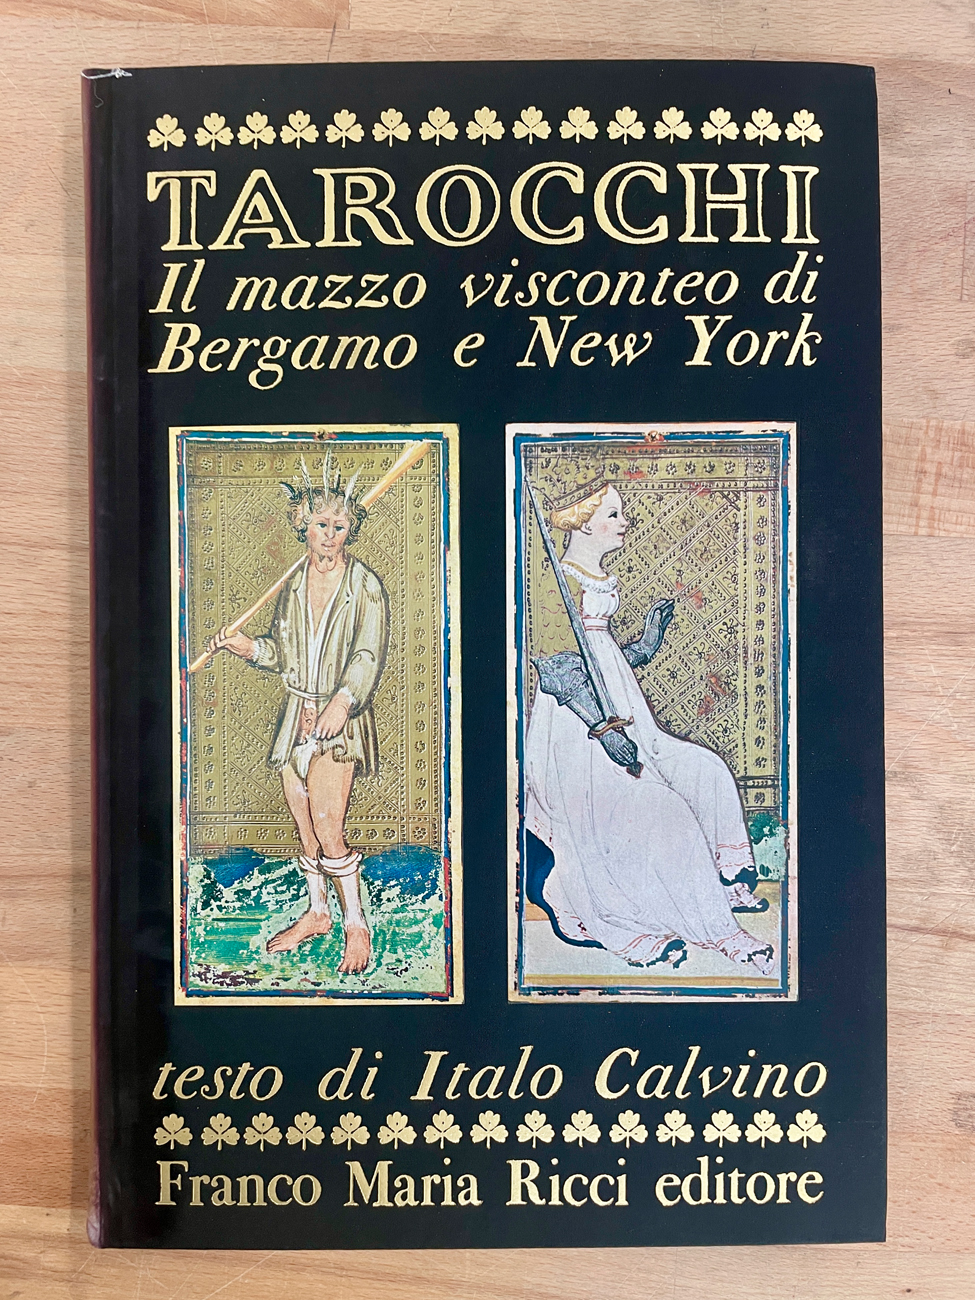 TAROCCHI
Il mazzo visconteo di
Bergamo e New York
testo di Italo Calvino
Franco Maria Ricci editore